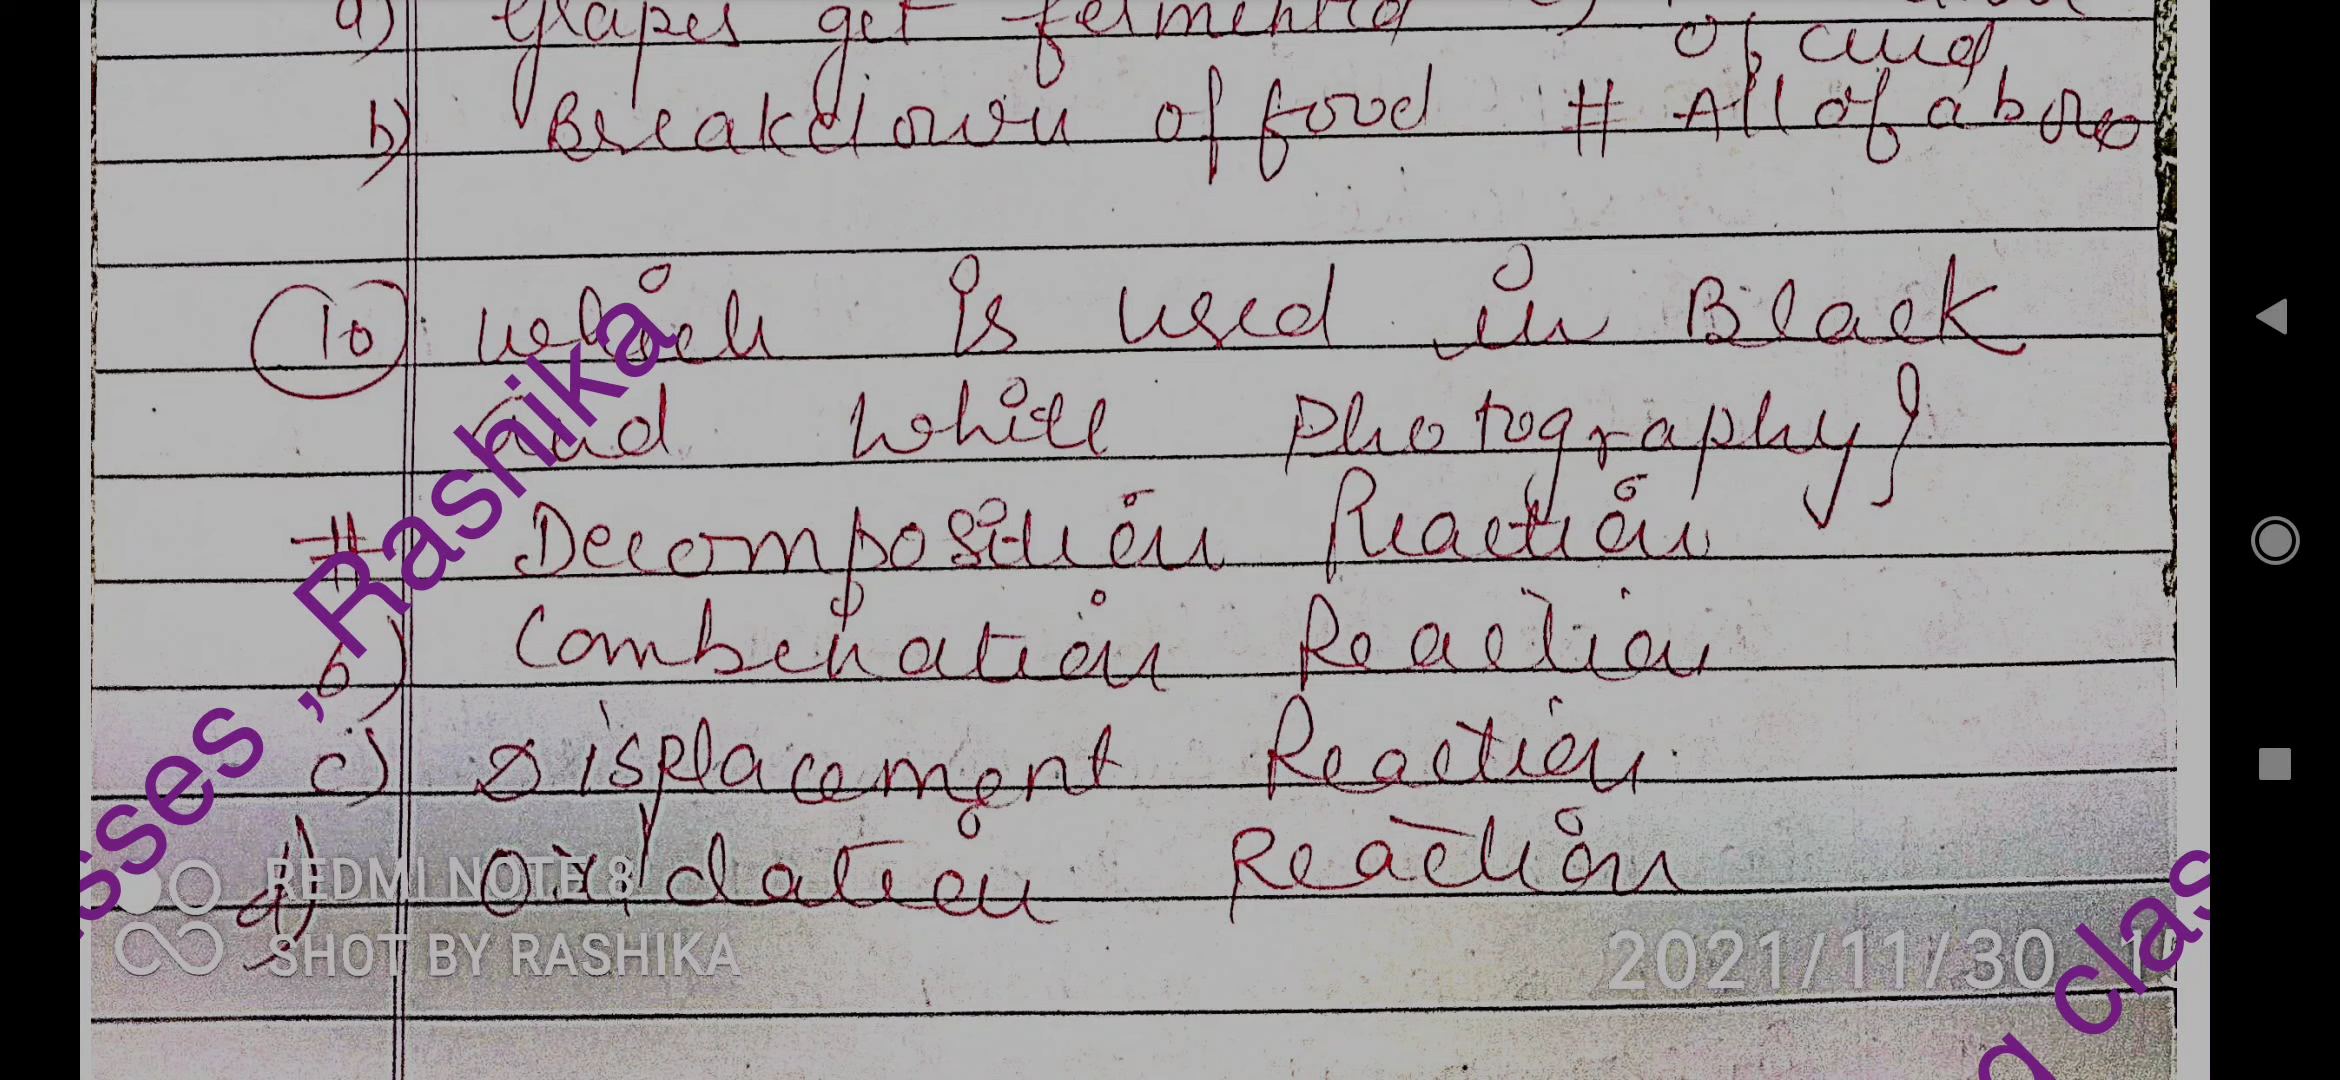 a) Grapes get fermented c)
of curd
b) Breakdown of food # All of above
10 which is used in Black
and white photography?
# Decomposition Reaction
b) Combination Reaction
c) Displacement Reaction
d) Oxidation Reaction
REDMI NOTE 8
SHOT BY RASHIKA
2021/11/30
sses , Rashika
g clas